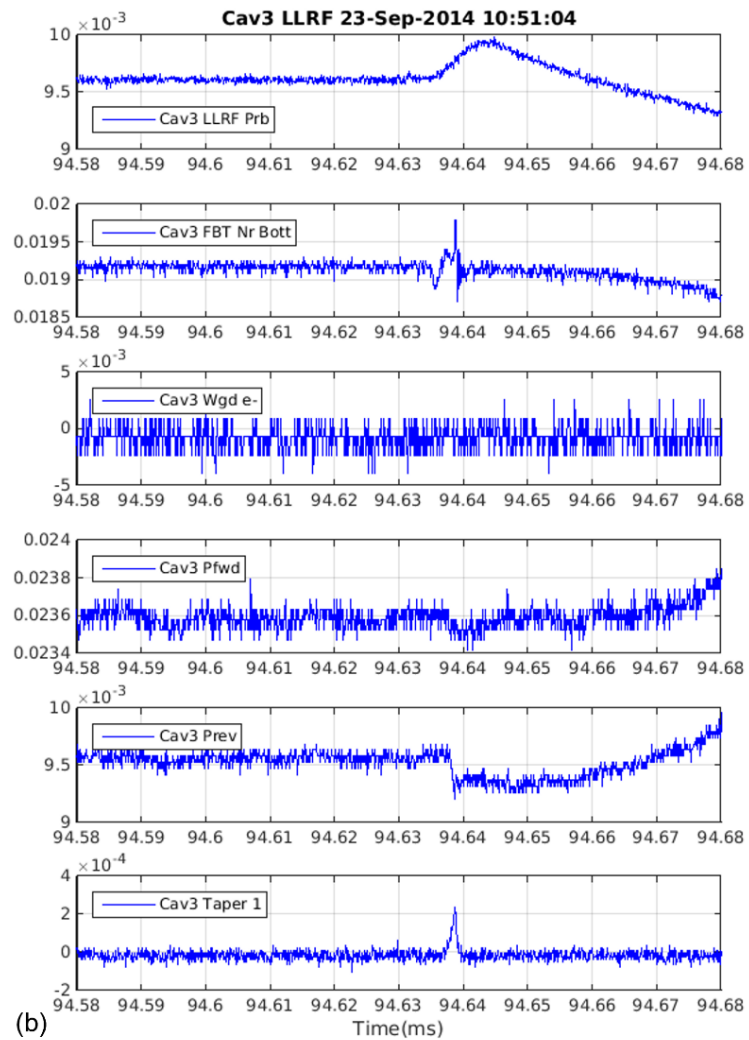 Cav3 LLRF 23-Sep-2014 10:51:04
×10⁻³
10
9.5
9
Cav3 LLRF Prb
94.58 94.59 94.6 94.61 94.62 94.63 94.64 94.65 94.66 94.67 94.68
0.02
0.0195
0.019
0.0185
Cav3 FBT Nr Bott
94.58 94.59 94.6 94.61 94.62 94.63 94.64 94.65 94.66 94.67 94.68
×10⁻³
5
0
-5
Cav3 Wgd e-
94.58 94.59 94.6 94.61 94.62 94.63 94.64 94.65 94.66 94.67 94.68
0.024
0.0238
0.0236
0.0234
Cav3 Pfwd
94.58 94.59 94.6 94.61 94.62 94.63 94.64 94.65 94.66 94.67 94.68
×10⁻³
10
9.5
9
Cav3 Prev
94.58 94.59 94.6 94.61 94.62 94.63 94.64 94.65 94.66 94.67 94.68
×10⁻⁴
4
2
0
-2
Cav3 Taper 1
94.58 94.59 94.6 94.61 94.62 94.63 94.64 94.65 94.66 94.67 94.68
Time(ms)
(b)